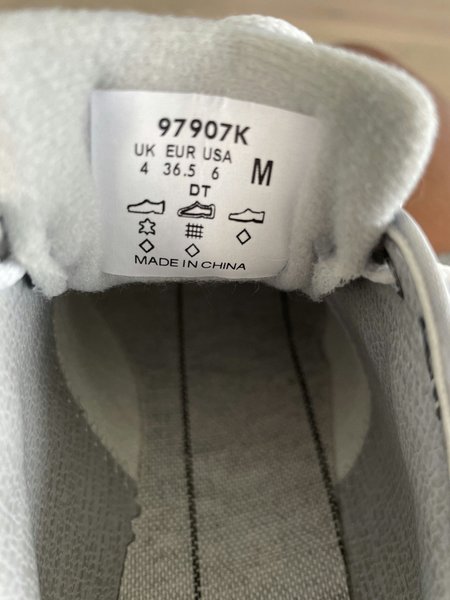 97907K
UK EUR USA
4 36.5 6 M
DT
MADE IN CHINA